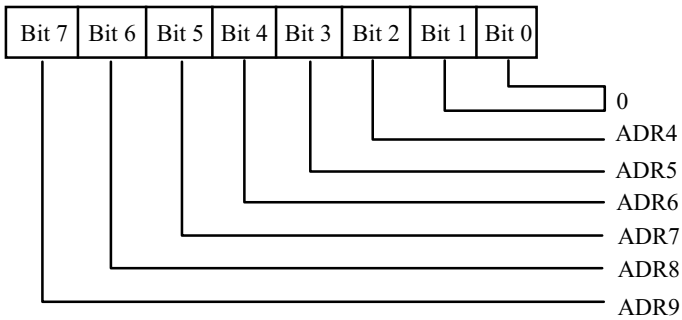 Bit 7 Bit 6 Bit 5 Bit 4 Bit 3 Bit 2 Bit 1 Bit 0
0
ADR4
ADR5
ADR6
ADR7
ADR8
ADR9